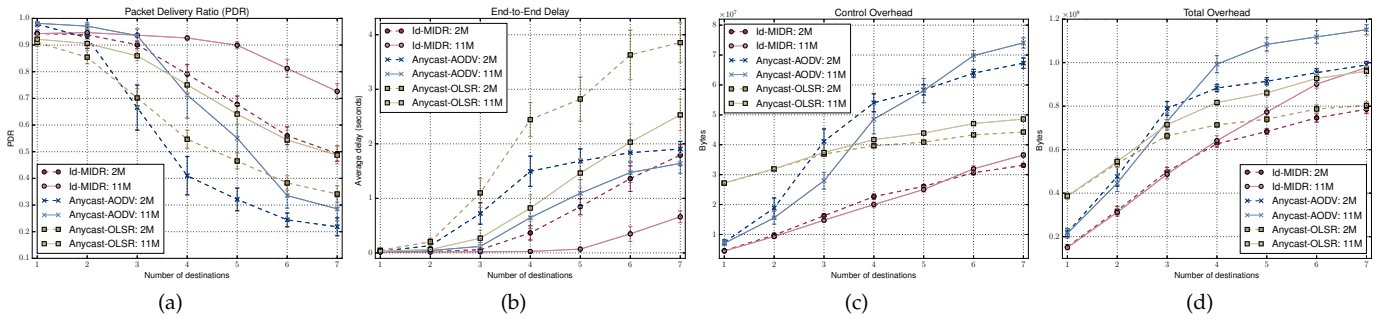 Packet Delivery Ratio (PDR)
1.0
0.9
0.8
0.7
0.6
0.5
0.4
0.3
0.2
0.1
PDR
Id-MIDR: 2M
Id-MIDR: 11M
Anycast-AODV: 2M
Anycast-AODV: 11M
Anycast-OLSR: 2M
Anycast-OLSR: 11M
1 2 3 4 5 6 7
Number of destinations
(a)
End-to-End Delay
4
3
2
1
0
Average delay (seconds)
Id-MIDR: 2M
Id-MIDR: 11M
Anycast-AODV: 2M
Anycast-AODV: 11M
Anycast-OLSR: 2M
Anycast-OLSR: 11M
1 2 3 4 5 6 7
Number of destinations
(b)
Control Overhead
×10⁷
8
7
6
5
4
3
2
1
0
Bytes
Id-MIDR: 2M
Id-MIDR: 11M
Anycast-AODV: 2M
Anycast-AODV: 11M
Anycast-OLSR: 2M
Anycast-OLSR: 11M
1 2 3 4 5 6 7
Number of destinations
(c)
Total Overhead
×10⁸
1.2
1.0
0.8
0.6
0.4
0.2
0.0
Bytes
Id-MIDR: 2M
Id-MIDR: 11M
Anycast-AODV: 2M
Anycast-AODV: 11M
Anycast-OLSR: 2M
Anycast-OLSR: 11M
1 2 3 4 5 6 7
Number of destinations
(d)